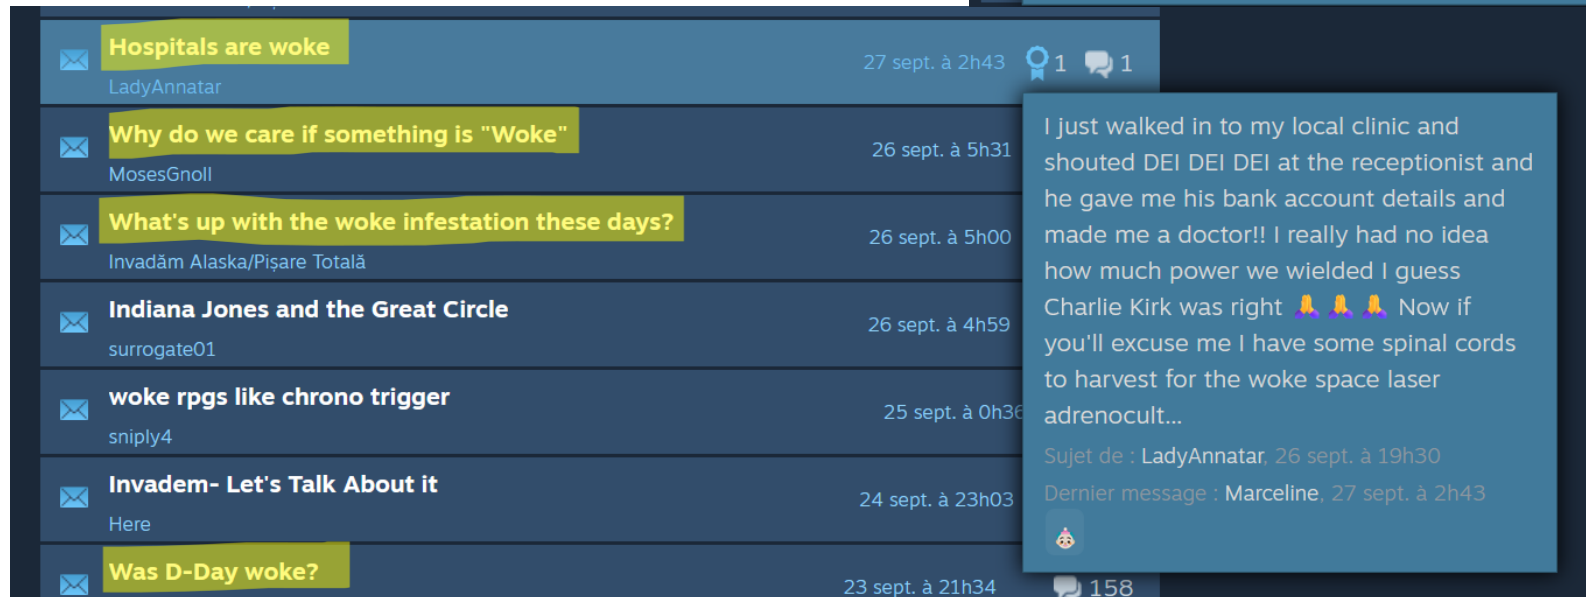 Hospitals are woke
27 sept. à 2h43
1
1
LadyAnnatar
Why do we care if something is "Woke"
26 sept. à 5h31
MosesGnoll
What's up with the woke infestation these days?
26 sept. à 5h00
Invadăm Alaska/Pișare Totală
Indiana Jones and the Great Circle
26 sept. à 4h59
surrogate01
woke rpgs like chrono trigger
25 sept. à 0h36
sniply4
Invadem- Let's Talk About it
24 sept. à 23h03
Here
Was D-Day woke?
23 sept. à 21h34
158
I just walked in to my local clinic and
shouted DEI DEI DEI at the receptionist and
he gave me his bank account details and
made me a doctor!! I really had no idea
how much power we wielded I guess
Charlie Kirk was right 🙏 🙏 🙏 Now if
you'll excuse me I have some spinal cords
to harvest for the woke space laser
adrenocult...
Sujet de : LadyAnnatar, 26 sept. à 19h30
Dernier message : Marceline, 27 sept. à 2h43